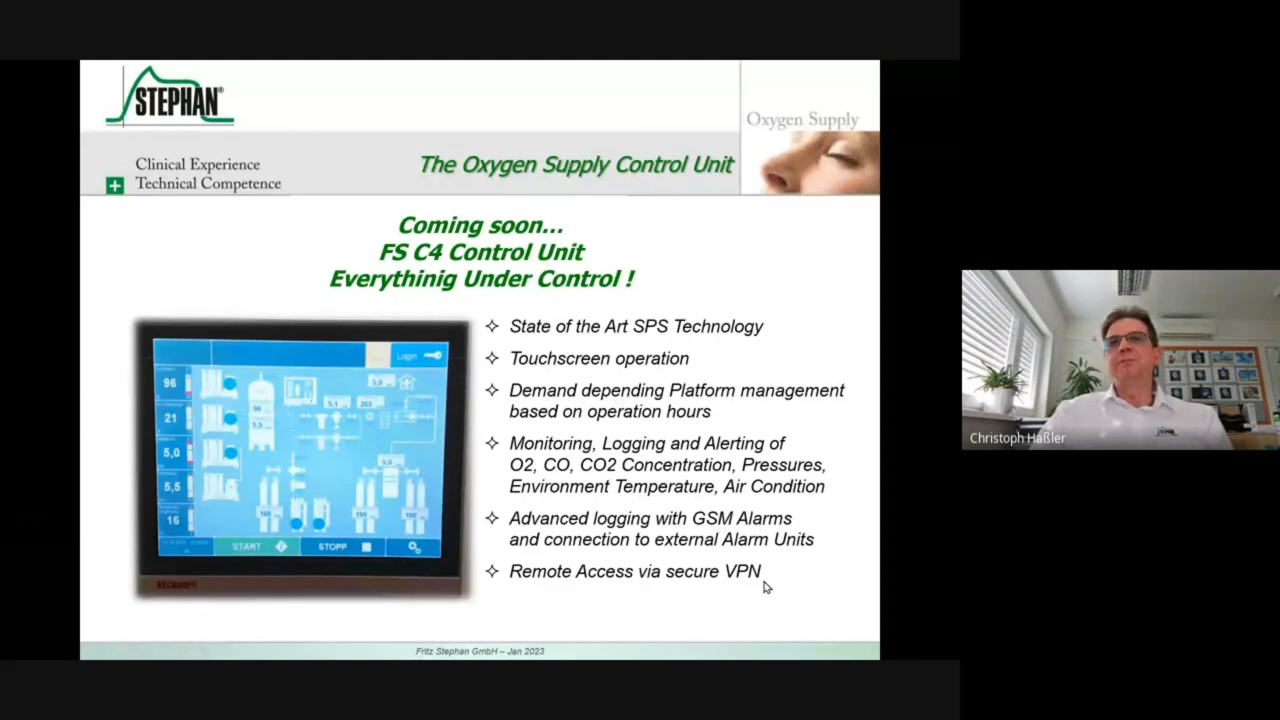 STEPHAN®
Oxygen Supply
Clinical Experience
Technical Competence
The Oxygen Supply Control Unit
Coming soon...
FS C4 Control Unit
Everythinig Under Control !
✧ State of the Art SPS Technology
✧ Touchscreen operation
✧ Demand depending Platform management
based on operation hours
✧ Monitoring, Logging and Alerting of
O2, CO, CO2 Concentration, Pressures,
Environment Temperature, Air Condition
✧ Advanced logging with GSM Alarms
and connection to external Alarm Units
✧ Remote Access via secure VPN
Login
96
21
5,0
5,5
16
START
STOPP
BECKHOFF
Fritz Stephan GmbH – Jan 2023
Christoph Haßler